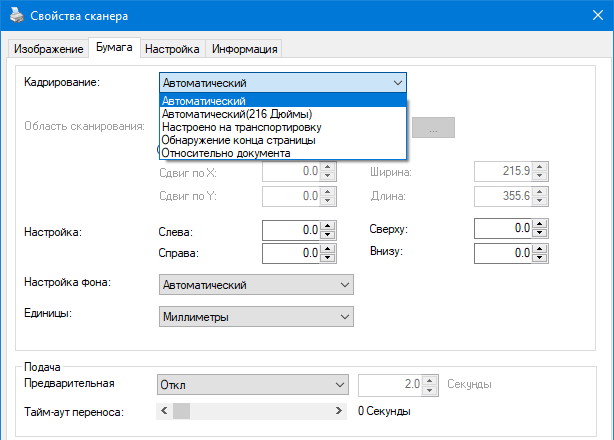 Свойства сканера
Изображение Бумага Настройка Информация
Кадрирование: Автоматический
Автоматический
Автоматический(216 Дюймы)
Область сканирования: ...
Настроено на транспортировку
Обнаружение конца страницы
Относительно документа
Сдвиг по X: 0.0 Ширина: 215.9
Сдвиг по Y: 0.0 Длина: 355.6
Настройка: Слева: 0.0 Сверху: 0.0
Справа: 0.0 Внизу: 0.0
Настройка фона: Автоматический
Единицы: Миллиметры
Подача
Предварительная Откл 2.0 Секунды
Тайм-аут переноса: 0 Секунды